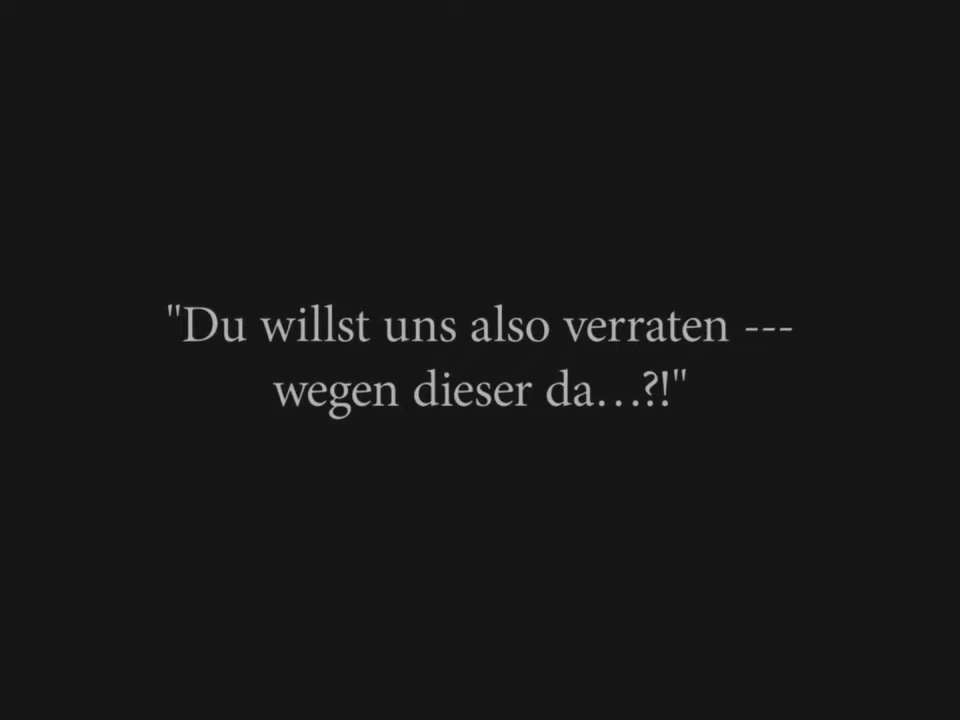 "Du willst uns also verraten ---
wegen dieser da...?!"